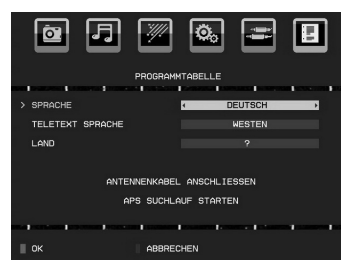 PROGRAMMTABELLE
> SPRACHE DEUTSCH
TELETEXT SPRACHE WESTEN
LAND ?
ANTENNENKABEL ANSCHLIESSEN
APS SUCHLAUF STARTEN
OK ABBRECHEN